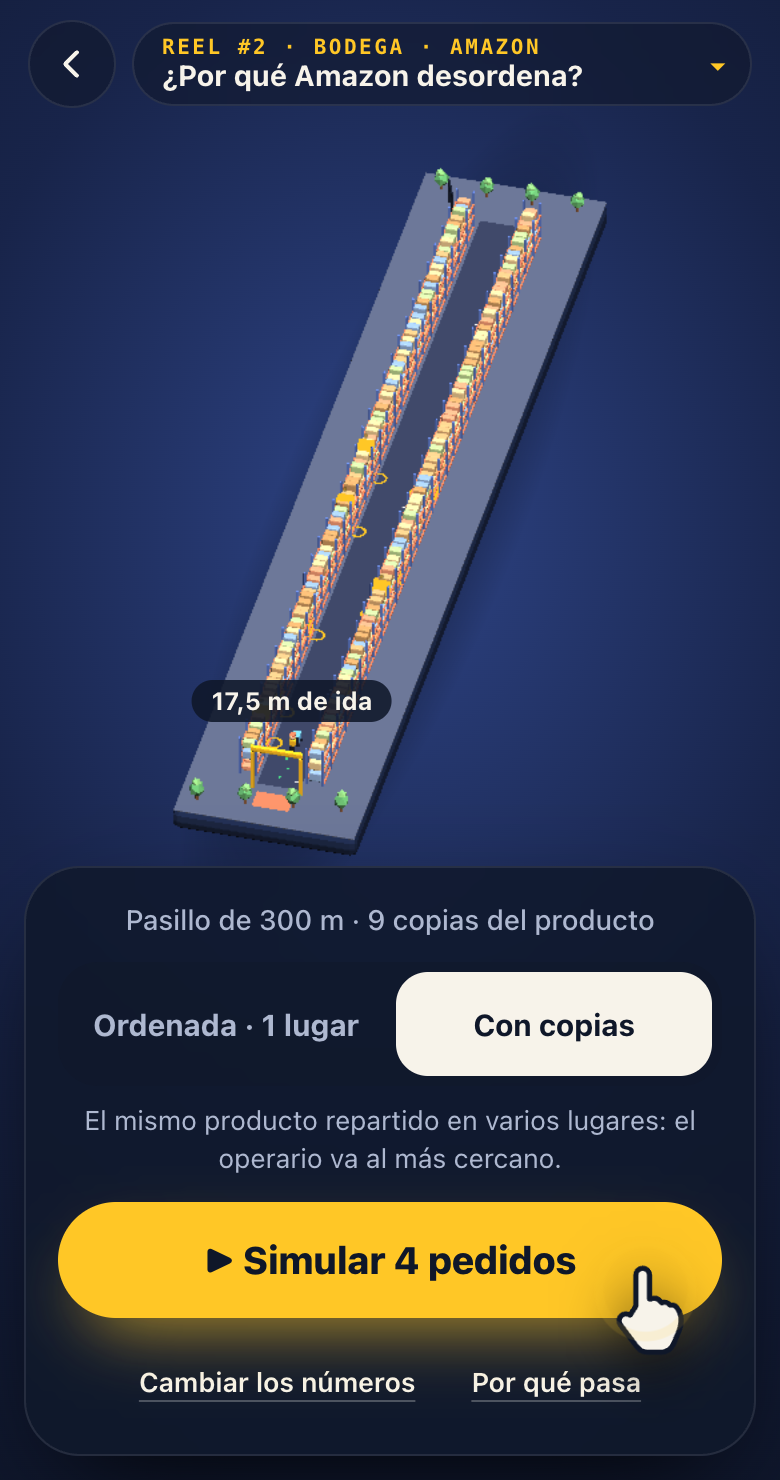 REEL #2 · BODEGA · AMAZON
¿Por qué Amazon desordena?
17,5 m de ida
Pasillo de 300 m · 9 copias del producto
Ordenada · 1 lugar
Con copias
El mismo producto repartido en varios lugares: el
operario va al más cercano.
Simular 4 pedidos
Cambiar los números
Por qué pasa